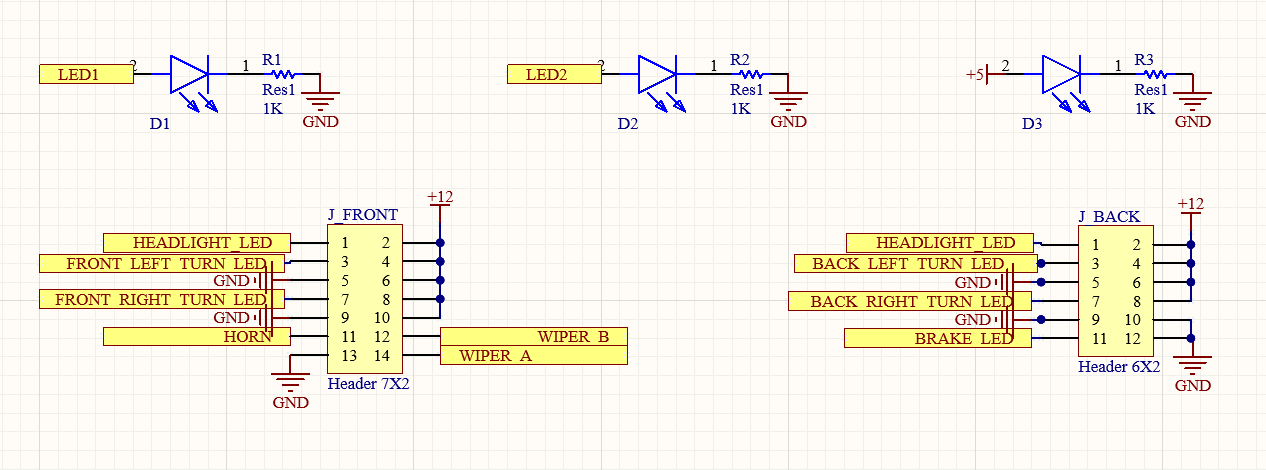 LED1 2 1 R1 Res1 1K GND D1
LED2 2 1 R2 Res1 1K GND D2
+5 2 1 R3 Res1 1K GND D3
J_FRONT +12
HEADLIGHT_LED 1 2
FRONT_LEFT_TURN_LED 3 4
GND 5 6
FRONT_RIGHT_TURN_LED 7 8
GND 9 10
HORN 11 12 WIPER_B
13 14 WIPER_A
Header 7X2
GND
J_BACK +12
HEADLIGHT_LED 1 2
BACK_LEFT_TURN_LED 3 4
GND 5 6
BACK_RIGHT_TURN_LED 7 8
GND 9 10
BRAKE_LED 11 12
Header 6X2
GND